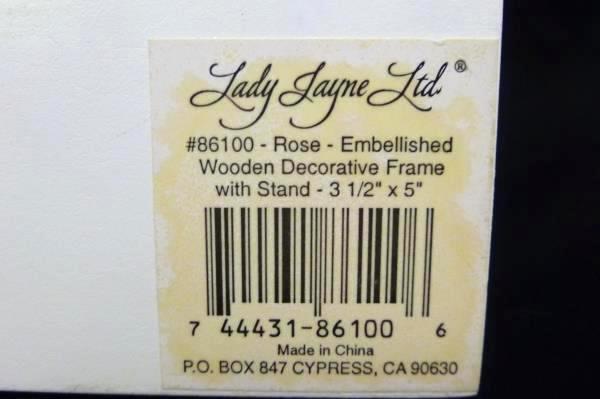 Lady Jayne Ltd.®
#86100 - Rose - Embellished
Wooden Decorative Frame
with Stand - 3 1/2" x 5"
7 44431-86100 6
Made in China
P.O. BOX 847 CYPRESS, CA 90630